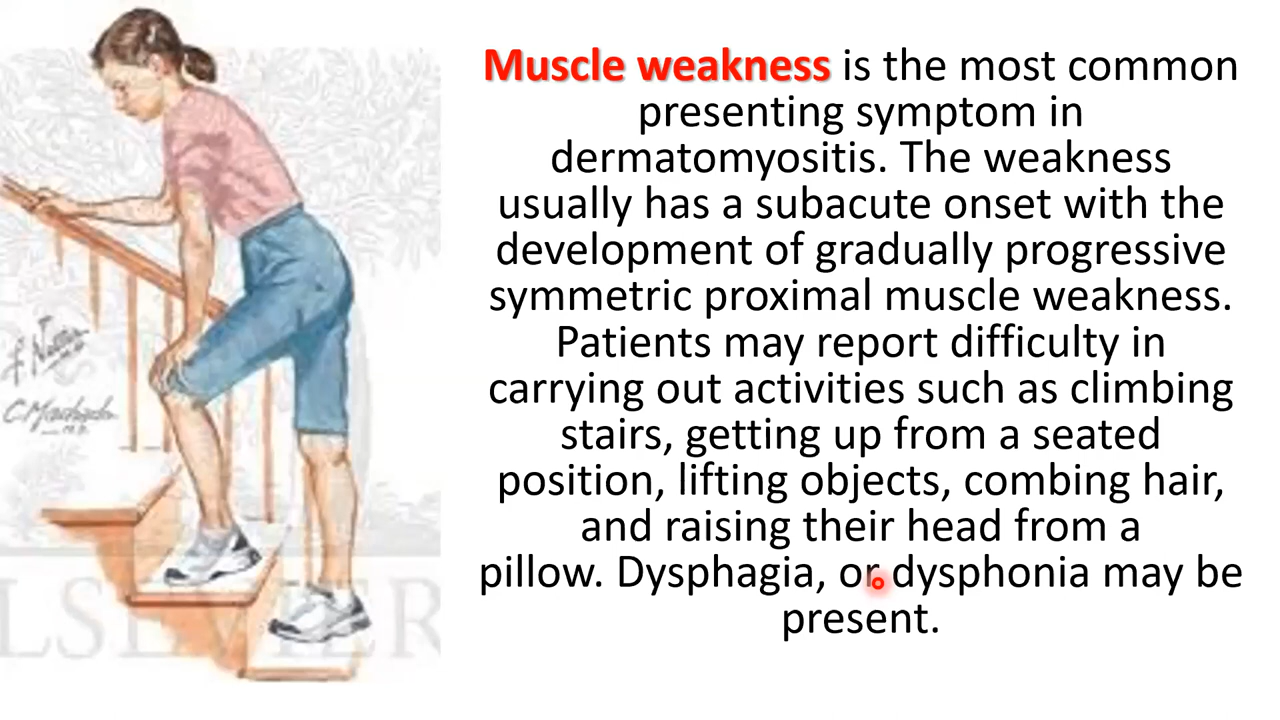 Muscle weakness is the most common
presenting symptom in
dermatomyositis. The weakness
usually has a subacute onset with the
development of gradually progressive
symmetric proximal muscle weakness.
Patients may report difficulty in
carrying out activities such as climbing
stairs, getting up from a seated
position, lifting objects, combing hair,
and raising their head from a
pillow. Dysphagia, or dysphonia may be
present.
f. Netter
M.D.
C. Machado
M.D.
LSEVIER